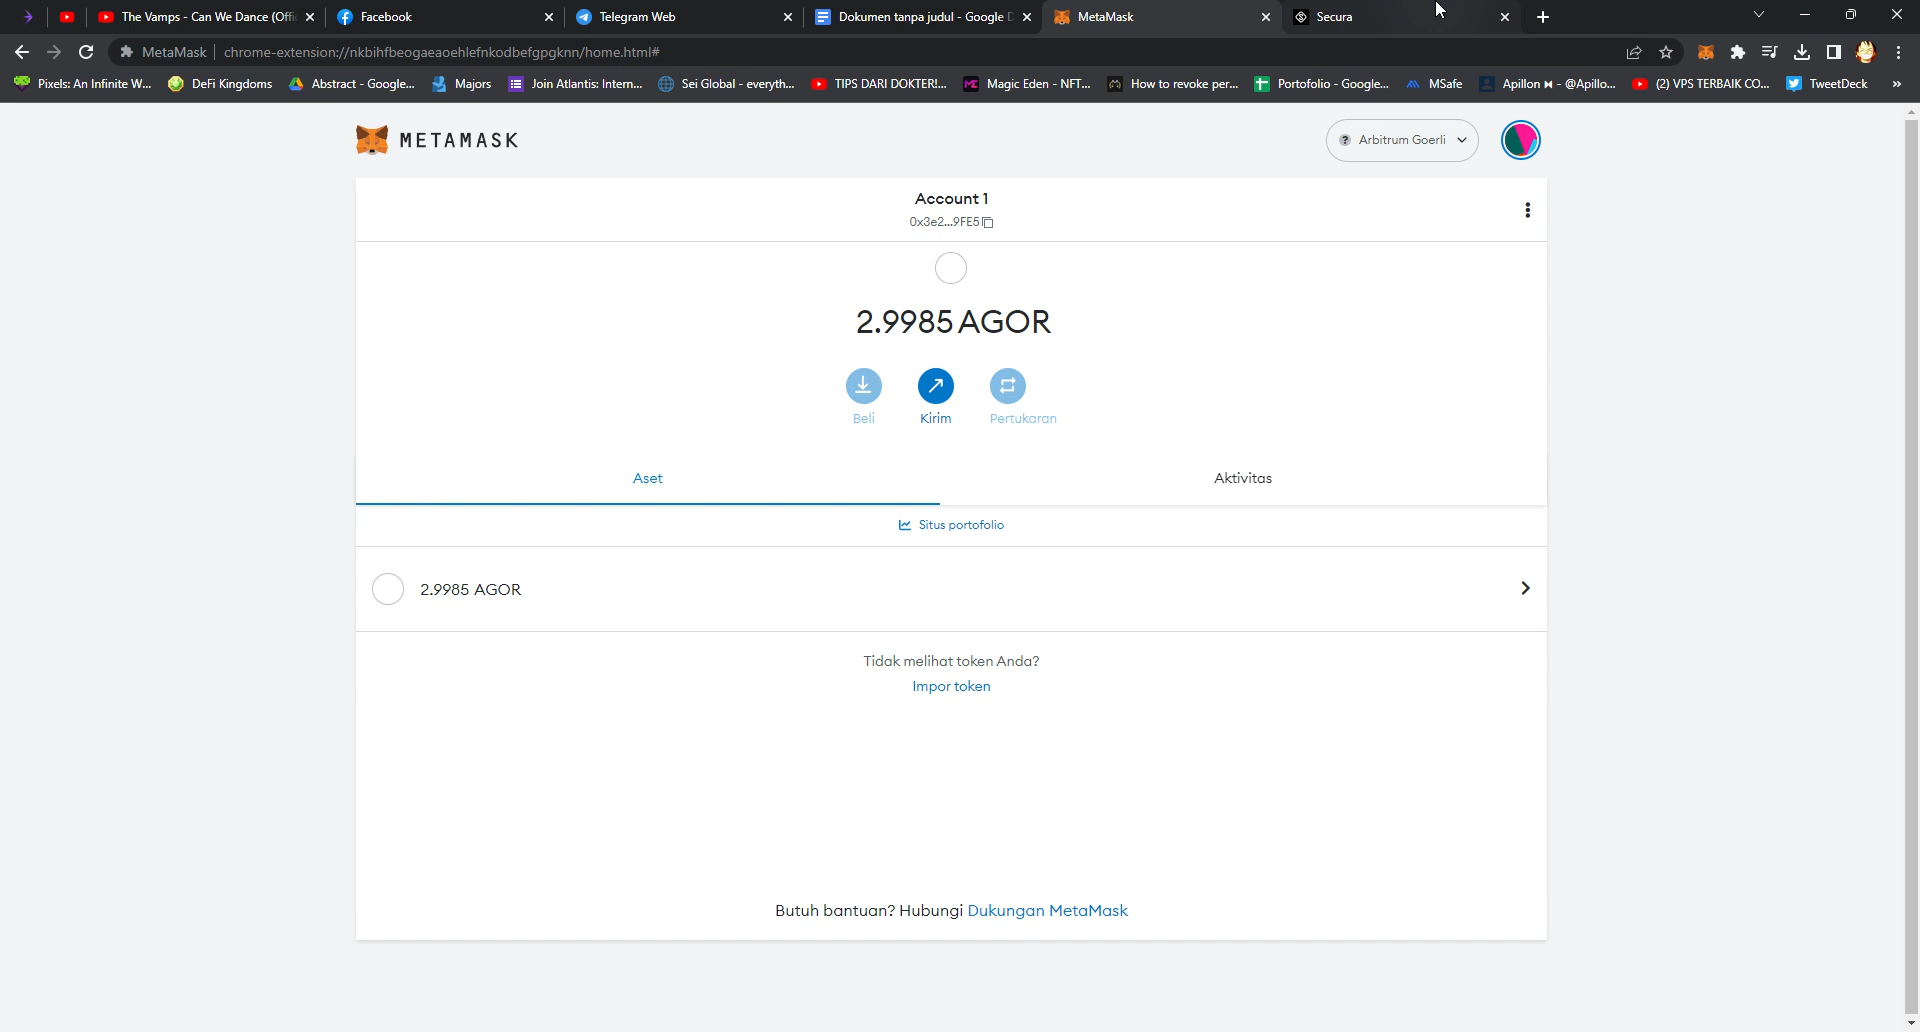 The Vamps - Can We Dance (Offi
Facebook
Telegram Web
Dokumen tanpa judul - Google D
MetaMask
Secura
MetaMask chrome-extension://nkbihfbeogaeaoehlefnkodbefgpgknn/home.html#
Pixels: An Infinite W...
DeFi Kingdoms
Abstract - Google...
Majors
Join Atlantis: Intern...
Sei Global - everyth...
TIPS DARI DOKTER!...
ME Magic Eden - NFT...
How to revoke per...
Portofolio - Google...
MSafe
Apillon ⧓ - @Apillo...
(2) VPS TERBAIK CO...
TweetDeck
»
METAMASK
? Arbitrum Goerli
Account 1
0x3e2...9FE5
2.9985 AGOR
Beli
Kirim
Pertukaran
Aset
Aktivitas
Situs portofolio
2.9985 AGOR
Tidak melihat token Anda?
Impor token
Butuh bantuan? Hubungi Dukungan MetaMask